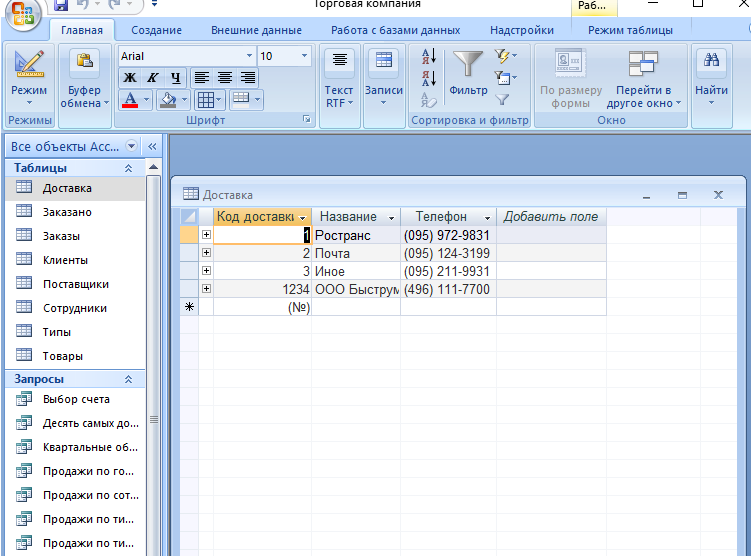 Торговая компания
Раб...
Главная Создание Внешние данные Работа с базами данных Надстройки Режим таблицы
Режим
Буфер обмена
Arial 10
Ж К Ч
A
Текст RTF
Записи
А
Я
Я
А
Фильтр
По размеру формы
Перейти в другое окно
Найти
Режимы Шрифт Сортировка и фильтр Окно
Все объекты Acc... «
Таблицы
Доставка
Заказано
Заказы
Клиенты
Поставщики
Сотрудники
Типы
Товары
Запросы
Выбор счета
Десять самых до...
Квартальные об...
Продажи по го...
Продажи по сот...
Продажи по ти...
Продажи по ти...
Доставка
Код доставки Название Телефон Добавить поле
1 Ространс (095) 972-9831
2 Почта (095) 124-3199
3 Иное (095) 211-9931
1234 ООО Быструм (496) 111-7700
(№)